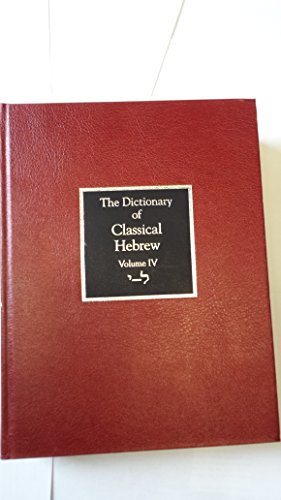 The Dictionary
of
Classical
Hebrew
Volume IV
י–ל